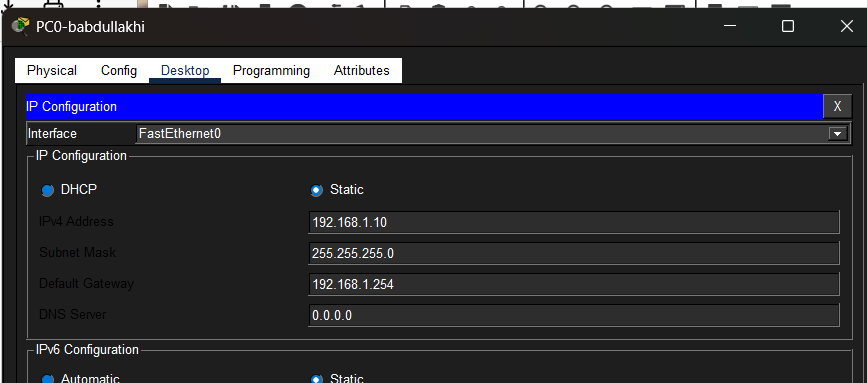 PC0-babdullakhi
Physical Config Desktop Programming Attributes
IP Configuration X
Interface FastEthernet0
IP Configuration
DHCP Static
IPv4 Address 192.168.1.10
Subnet Mask 255.255.255.0
Default Gateway 192.168.1.254
DNS Server 0.0.0.0
IPv6 Configuration
Automatic Static